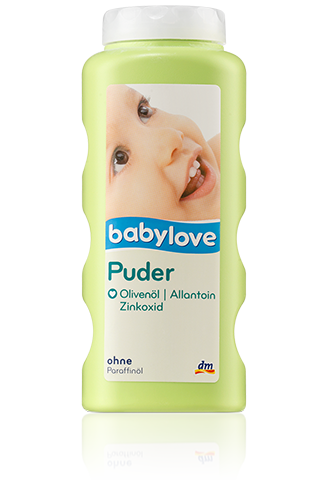 babylove
Puder
Olivenöl | Allantoin
Zinkoxid
ohne
Paraffinöl
dm